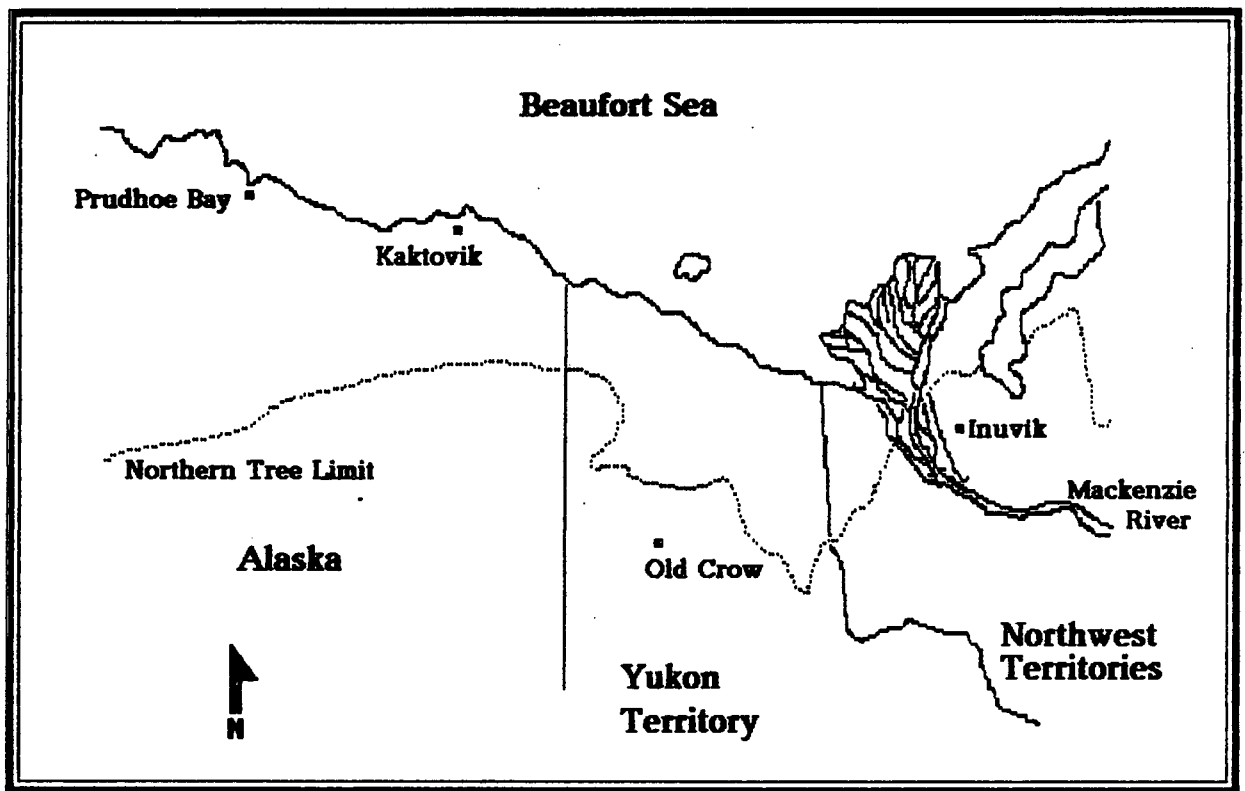 Beaufort Sea
Prudhoe Bay
Kaktovik
Inuvik
Northern Tree Limit
Mackenzie
River
Alaska
Old Crow
Northwest
Territories
Yukon
Territory
N